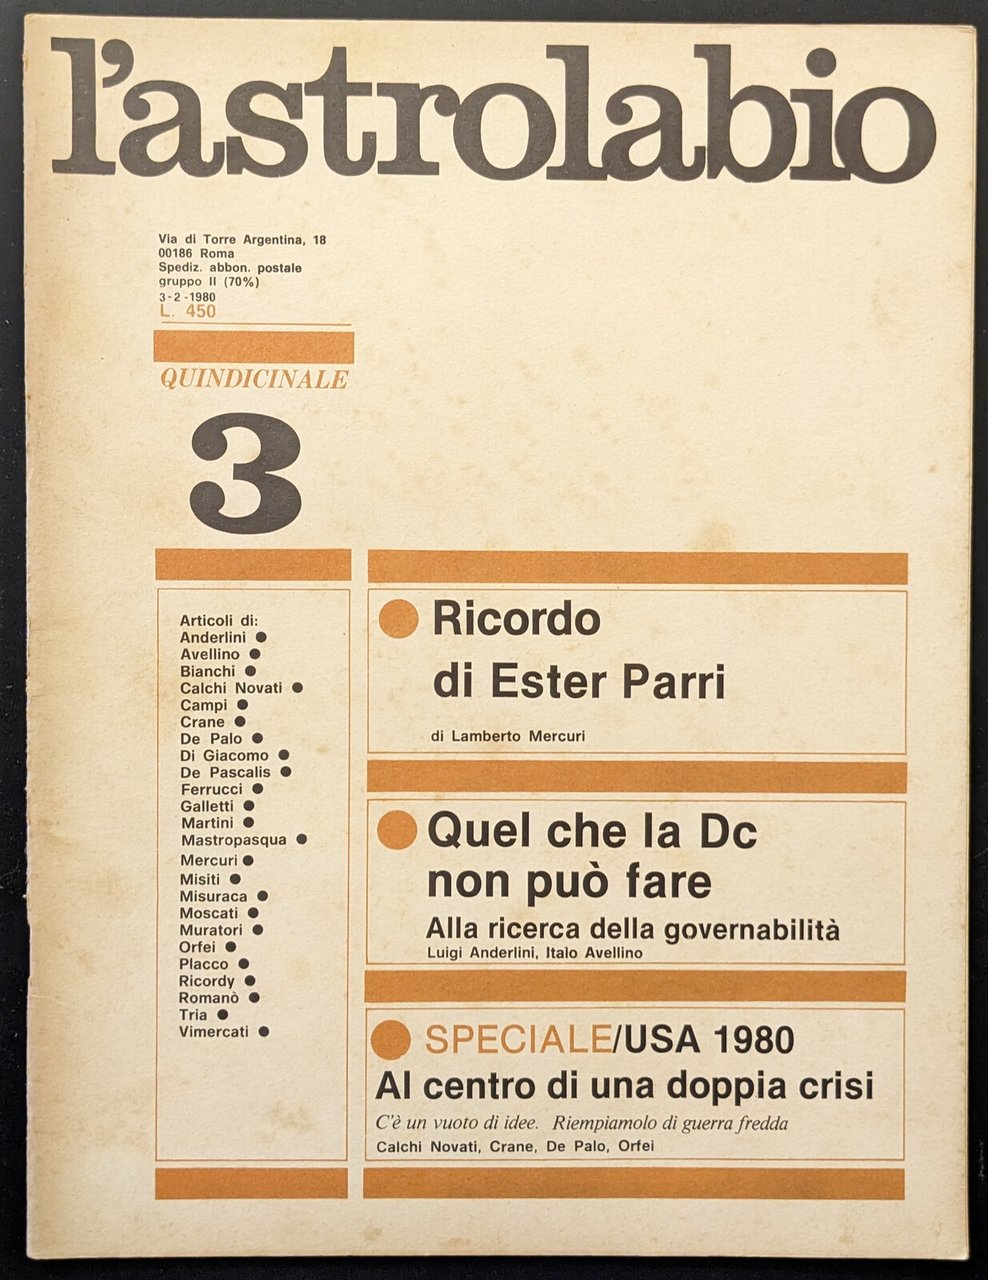 l'astrolabio
Via di Torre Argentina, 18
00186 Roma
Spediz. abbon. postale
gruppo II (70%)
3-2-1980
L. 450
QUINDICINALE
3
Articoli di:
Anderlini ●
Avellino ●
Bianchi ●
Calchi Novati ●
Campi ●
Crane ●
De Palo ●
Di Giacomo ●
De Pascalis ●
Ferrucci ●
Galletti ●
Martini ●
Mastropasqua ●
Mercuri ●
Misiti ●
Misuraca ●
Moscati ●
Muratori ●
Orfei ●
Placco ●
Ricordy ●
Romanò ●
Tria ●
Vimercati ●
● Ricordo
di Ester Parri
di Lamberto Mercuri
● Quel che la Dc
non può fare
Alla ricerca della governabilità
Luigi Anderlini, Italo Avellino
● SPECIALE/USA 1980
Al centro di una doppia crisi
C'è un vuoto di idee. Riempiamolo di guerra fredda
Calchi Novati, Crane, De Palo, Orfei